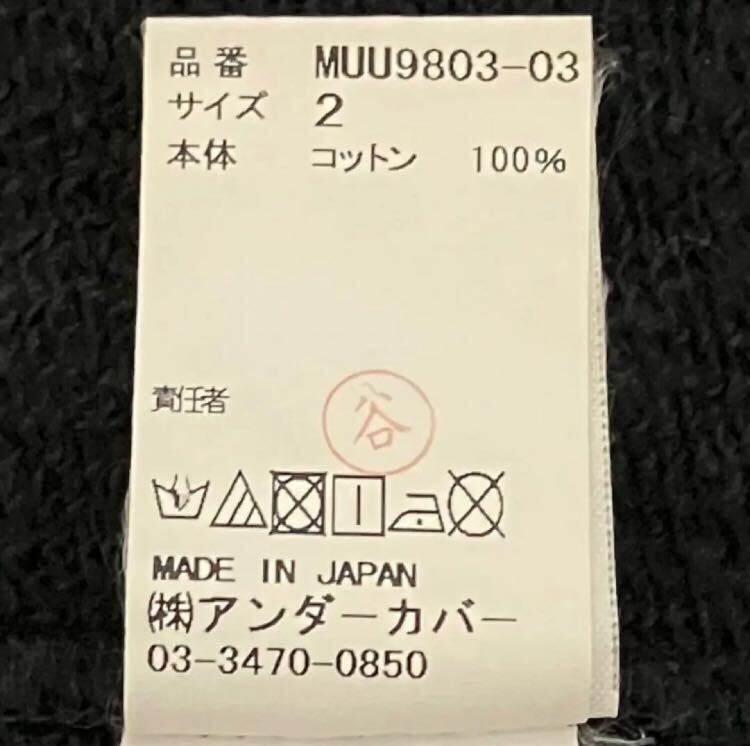 品番 MUU9803-03
サイズ 2
本体 コットン 100%
責任者 谷
MADE IN JAPAN
㈱アンダーカバー
03-3470-0850